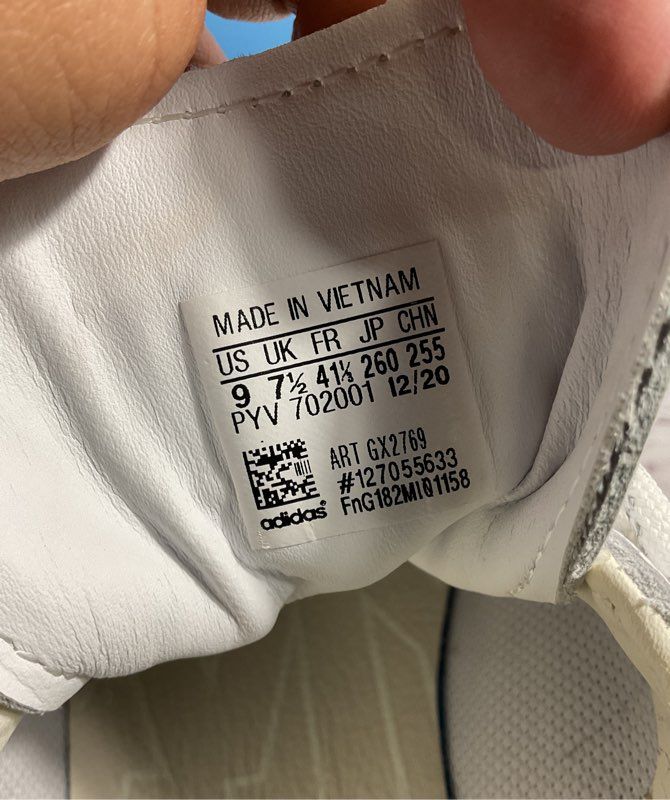 MADE IN VIETNAM
US UK FR JP CHN
9 7½ 41⅓ 260 255
PYV 702001 12/20
ART GX2769
#127055633
FnG182MIQ1158
adidas®